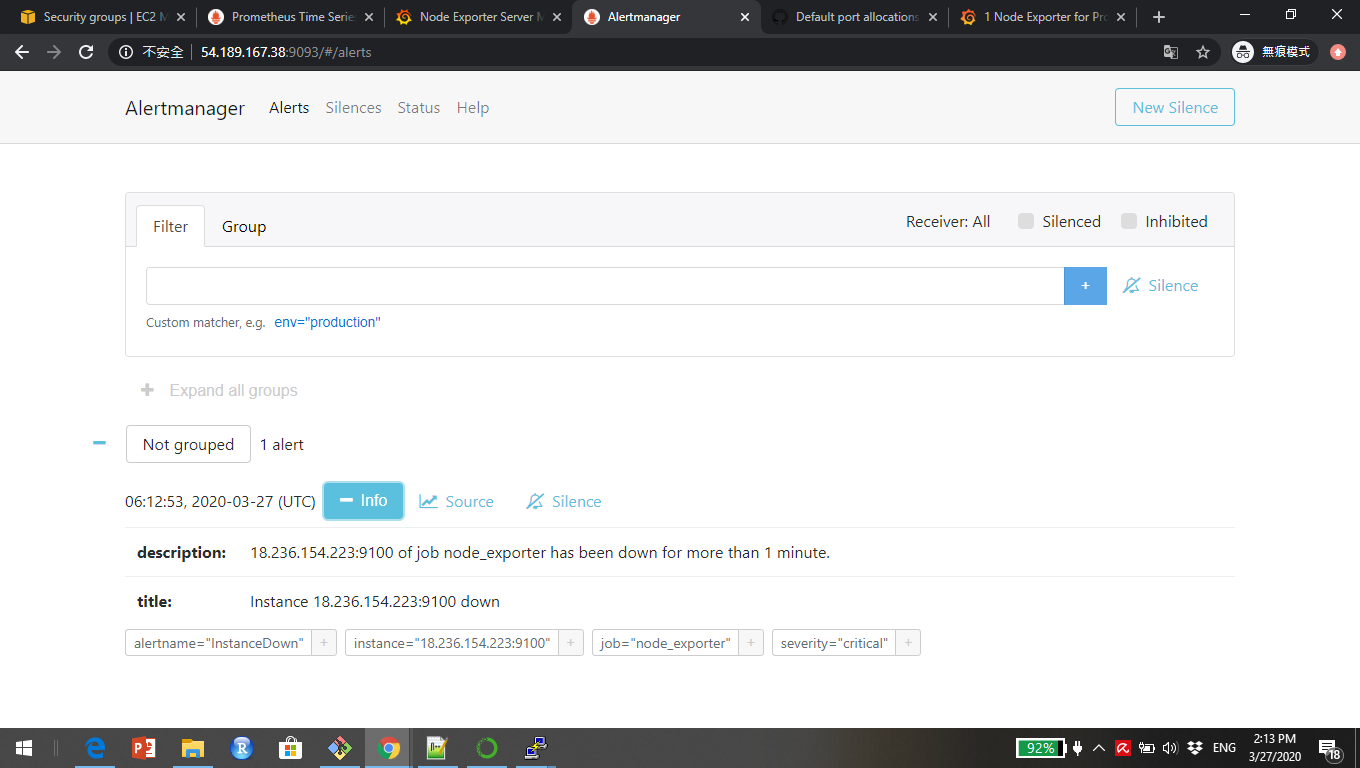 Security groups | EC2 M
Prometheus Time Serie
Node Exporter Server M
Alertmanager
Default port allocations
1 Node Exporter for Pro
不安全 54.189.167.38:9093/#/alerts
無痕模式
Alertmanager Alerts Silences Status Help New Silence
Filter Group Receiver: All Silenced Inhibited
+ Silence
Custom matcher, e.g. env="production"
+ Expand all groups
Not grouped 1 alert
06:12:53, 2020-03-27 (UTC) Info Source Silence
description: 18.236.154.223:9100 of job node_exporter has been down for more than 1 minute.
title: Instance 18.236.154.223:9100 down
alertname="InstanceDown" + instance="18.236.154.223:9100" + job="node_exporter" + severity="critical" +
92% ENG
2:13 PM
3/27/2020
18